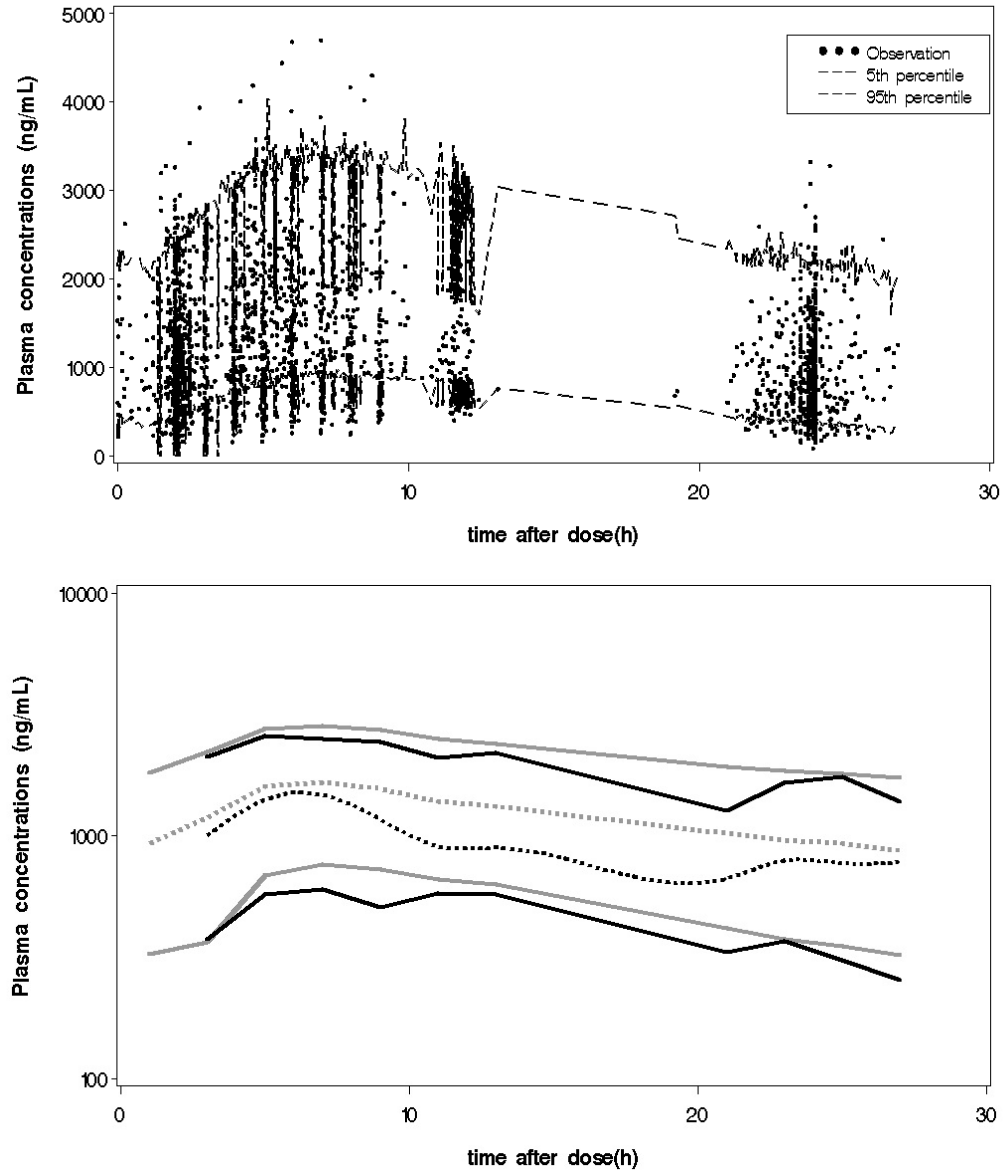 5000
4000
3000
2000
1000
0
Plasma concentrations (ng/mL)
Observation
5th percentile
95th percentile
0 10 20 30
time after dose(h)
10000
1000
100
Plasma concentrations (ng/mL)
0 10 20 30
time after dose(h)